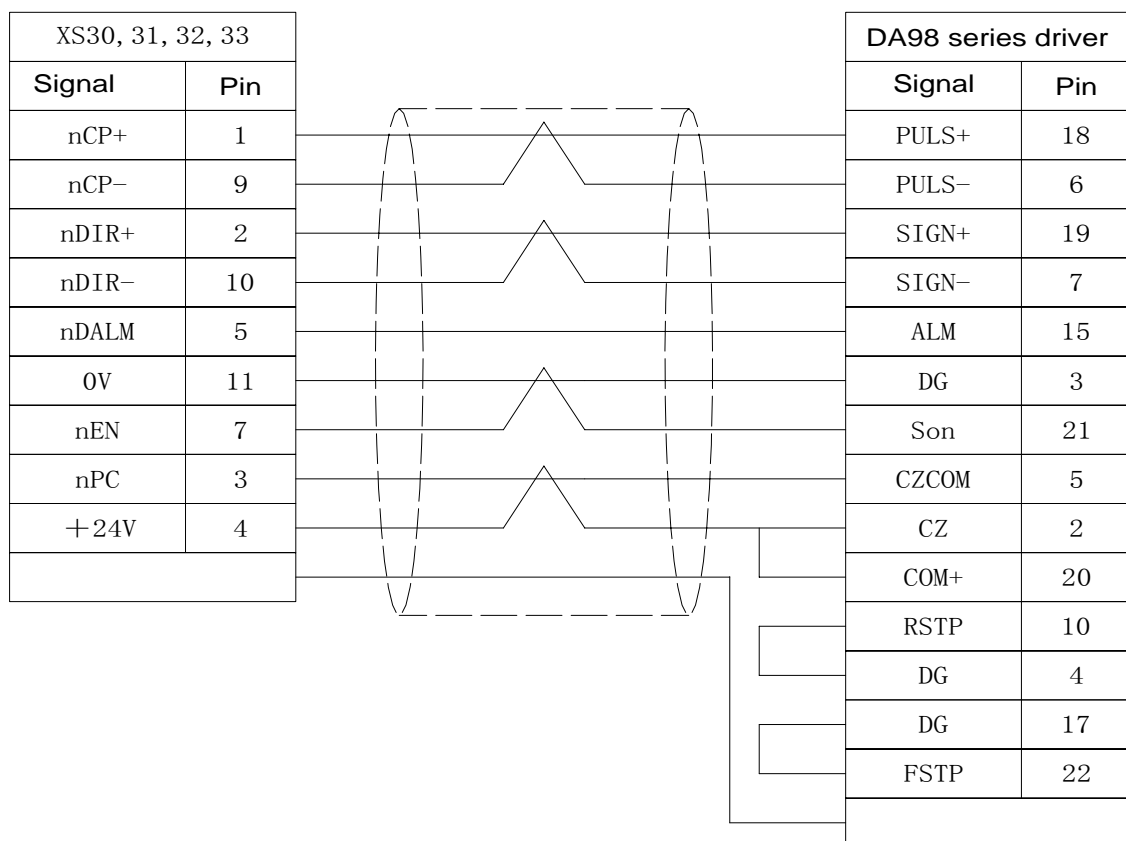 XS30, 31, 32, 33
Signal Pin
nCP+ 1
nCP- 9
nDIR+ 2
nDIR- 10
nDALM 5
0V 11
nEN 7
nPC 3
+24V 4
DA98 series driver
Signal Pin
PULS+ 18
PULS- 6
SIGN+ 19
SIGN- 7
ALM 15
DG 3
Son 21
CZCOM 5
CZ 2
COM+ 20
RSTP 10
DG 4
DG 17
FSTP 22